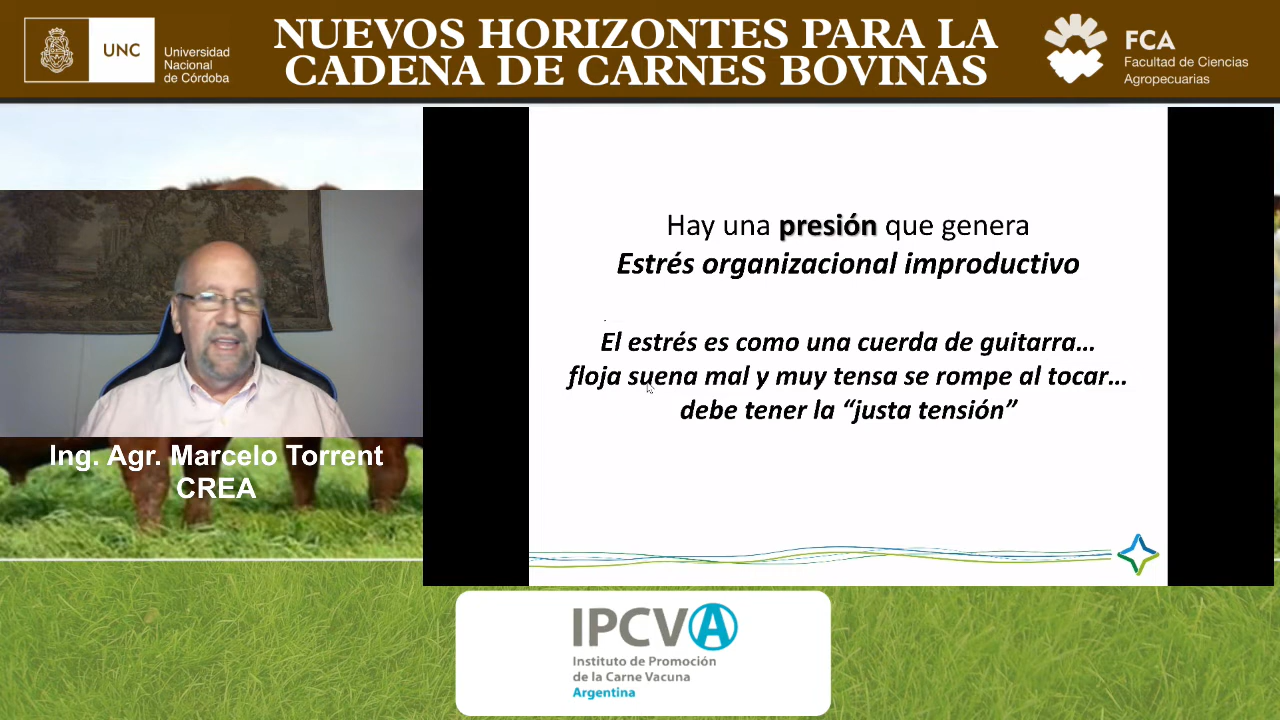 UNC
Universidad
Nacional
de Córdoba
NUEVOS HORIZONTES PARA LA
CADENA DE CARNES BOVINAS
FCA
Facultad de Ciencias
Agropecuarias
Hay una presión que genera
Estrés organizacional improductivo
El estrés es como una cuerda de guitarra...
floja suena mal y muy tensa se rompe al tocar...
debe tener la “justa tensión”
Ing. Agr. Marcelo Torrent
CREA
IPCVA
Instituto de Promoción
de la Carne Vacuna
Argentina